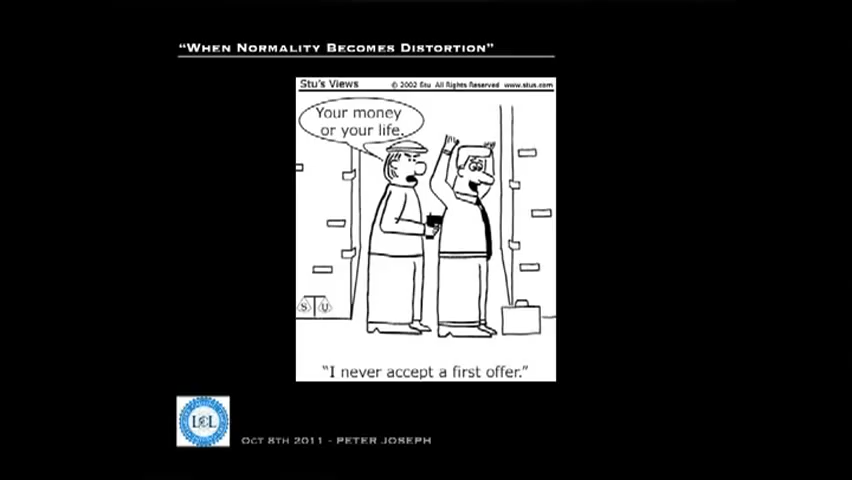 "WHEN NORMALITY BECOMES DISTORTION"
Stu's Views © 2002 Stu All Rights Reserved www.stus.com
Your money
or your life.
S U
"I never accept a first offer."
L&L
OCT 8TH 2011 - PETER JOSEPH